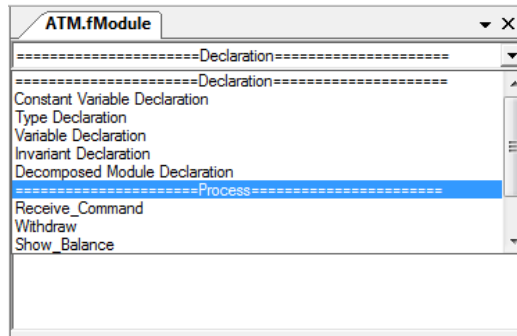 ATM.fModule
======================Declaration=====================
======================Declaration=====================
Constant Variable Declaration
Type Declaration
Variable Declaration
Invariant Declaration
Decomposed Module Declaration
======================Process=======================
Receive_Command
Withdraw
Show_Balance